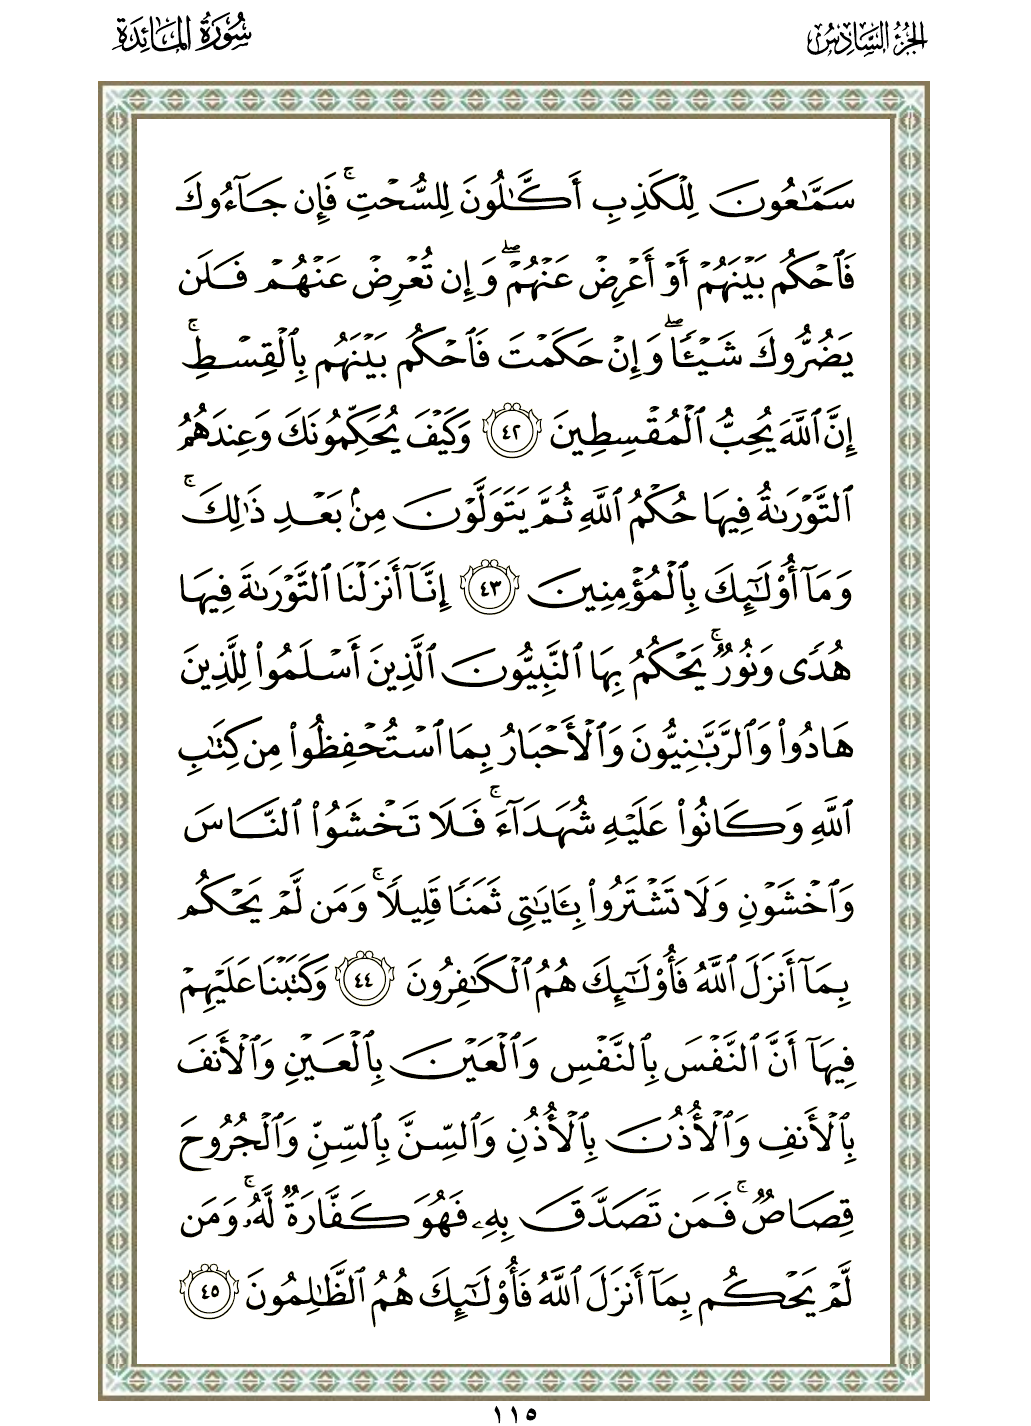 الجزء السادس
سورة المائدة
سَمَّـٰعُونَ لِلْكَذِبِ أَكَّـٰلُونَ لِلسُّحْتِ ۚ فَإِن جَآءُوكَ
فَٱحْكُم بَيْنَهُمْ أَوْ أَعْرِضْ عَنْهُمْ ۖ وَإِن تُعْرِضْ عَنْهُمْ فَلَن
يَضُرُّوكَ شَيْـًٔا ۖ وَإِنْ حَكَمْتَ فَٱحْكُم بَيْنَهُم بِٱلْقِسْطِ ۚ
إِنَّ ٱللَّهَ يُحِبُّ ٱلْمُقْسِطِينَ ٤٢ وَكَيْفَ يُحَكِّمُونَكَ وَعِندَهُمُ
ٱلتَّوْرَىٰةُ فِيهَا حُكْمُ ٱللَّهِ ثُمَّ يَتَوَلَّوْنَ مِنۢ بَعْدِ ذَٰلِكَ ۚ
وَمَآ أُو۟لَـٰٓئِكَ بِٱلْمُؤْمِنِينَ ٤٣ إِنَّآ أَنزَلْنَا ٱلتَّوْرَىٰةَ فِيهَا
هُدًى وَنُورٌ ۚ يَحْكُمُ بِهَا ٱلنَّبِيُّونَ ٱلَّذِينَ أَسْلَمُوا۟ لِلَّذِينَ
هَادُوا۟ وَٱلرَّبَّـٰنِيُّونَ وَٱلْأَحْبَارُ بِمَا ٱسْتُحْفِظُوا۟ مِن كِتَـٰبِ
ٱللَّهِ وَكَانُوا۟ عَلَيْهِ شُهَدَآءَ ۚ فَلَا تَخْشَوُا۟ ٱلنَّاسَ
وَٱخْشَوْنِ وَلَا تَشْتَرُوا۟ بِـَٔايَـٰتِى ثَمَنًا قَلِيلًا ۚ وَمَن لَّمْ يَحْكُم
بِمَآ أَنزَلَ ٱللَّهُ فَأُو۟لَـٰٓئِكَ هُمُ ٱلْكَـٰفِرُونَ ٤٤ وَكَتَبْنَا عَلَيْهِمْ
فِيهَآ أَنَّ ٱلنَّفْسَ بِٱلنَّفْسِ وَٱلْعَيْنَ بِٱلْعَيْنِ وَٱلْأَنفَ
بِٱلْأَنفِ وَٱلْأُذُنَ بِٱلْأُذُنِ وَٱلسِّنَّ بِٱلسِّنِّ وَٱلْجُرُوحَ
قِصَاصٌ ۚ فَمَن تَصَدَّقَ بِهِۦ فَهُوَ كَفَّارَةٌ لَّهُۥ ۚ وَمَن
لَّمْ يَحْكُم بِمَآ أَنزَلَ ٱللَّهُ فَأُو۟لَـٰٓئِكَ هُمُ ٱلظَّـٰلِمُونَ ٤٥
١١٥